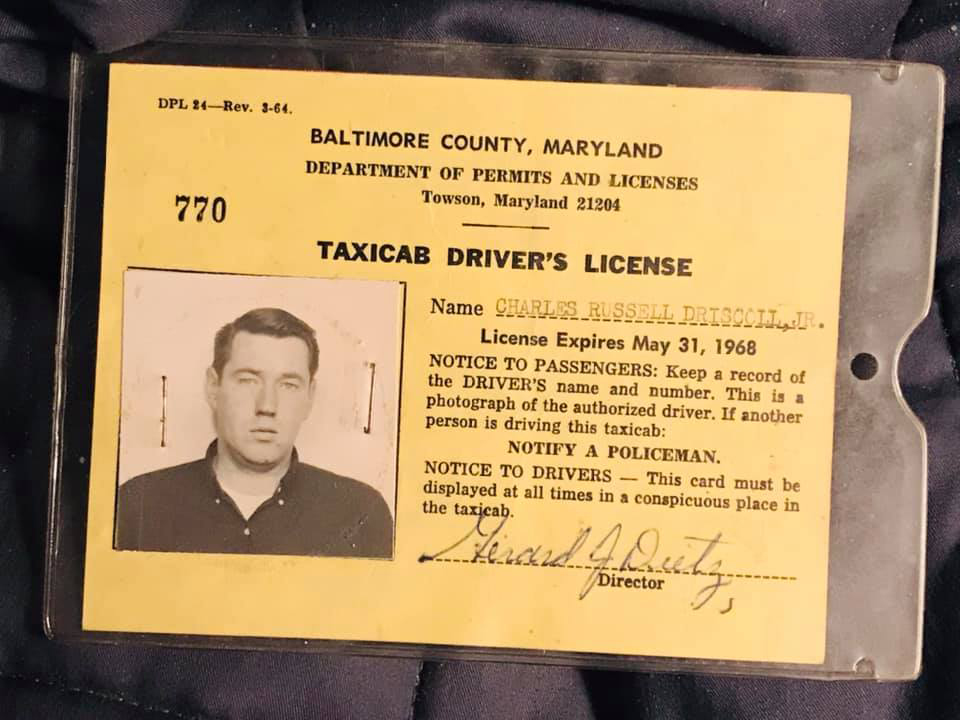 DPL 24—Rev. 3-64.
BALTIMORE COUNTY, MARYLAND
DEPARTMENT OF PERMITS AND LICENSES
Towson, Maryland 21204
770
TAXICAB DRIVER'S LICENSE
Name CHARLES RUSSELL DRISCOLL, JR.
License Expires May 31, 1968
NOTICE TO PASSENGERS: Keep a record of
the DRIVER'S name and number. This is a
photograph of the authorized driver. If another
person is driving this taxicab:
NOTIFY A POLICEMAN.
NOTICE TO DRIVERS — This card must be
displayed at all times in a conspicuous place in
the taxicab.
Gerard J Dietz
Director